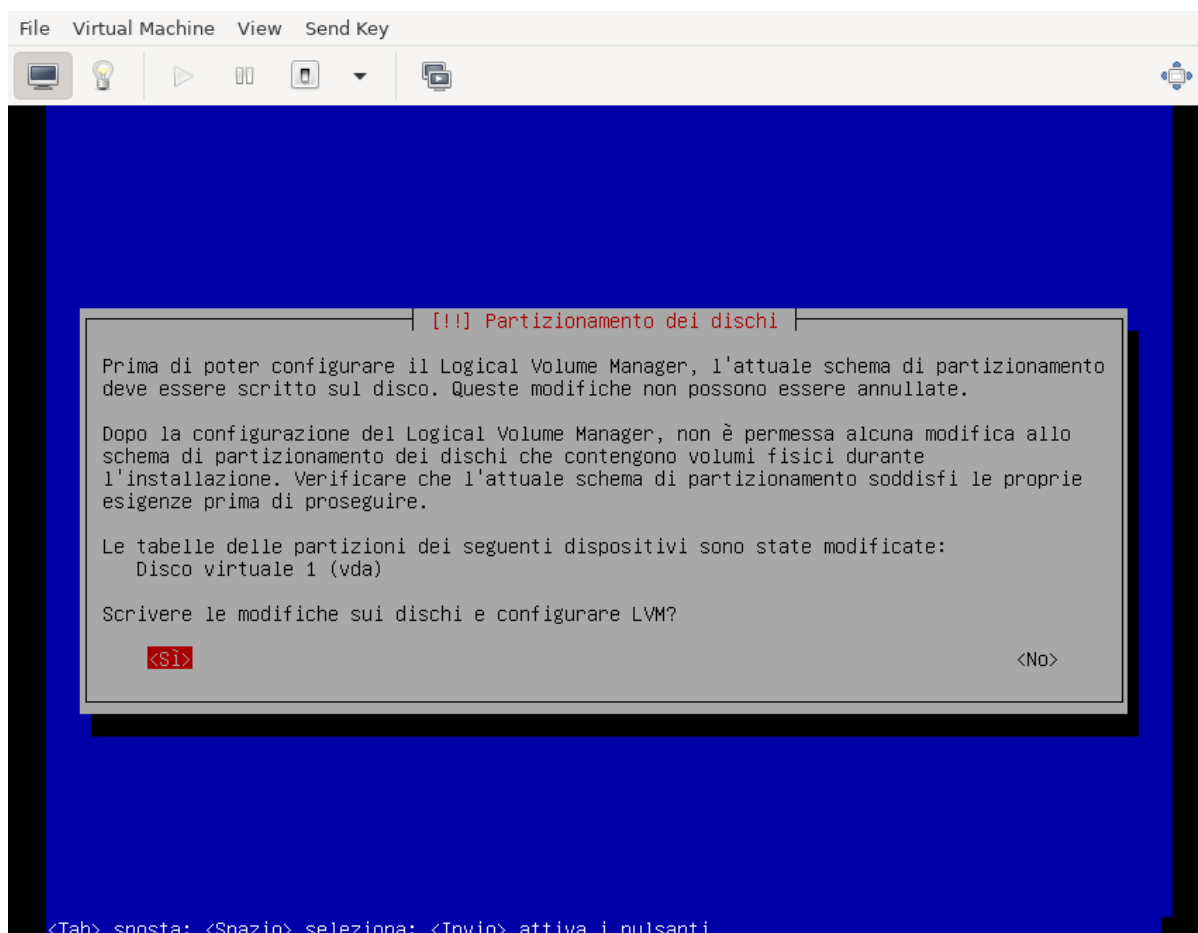 File Virtual Machine View Send Key
[!!] Partizionamento dei dischi
Prima di poter configurare il Logical Volume Manager, l'attuale schema di partizionamento
deve essere scritto sul disco. Queste modifiche non possono essere annullate.
Dopo la configurazione del Logical Volume Manager, non è permessa alcuna modifica allo
schema di partizionamento dei dischi che contengono volumi fisici durante
l'installazione. Verificare che l'attuale schema di partizionamento soddisfi le proprie
esigenze prima di proseguire.
Le tabelle delle partizioni dei seguenti dispositivi sono state modificate:
Disco virtuale 1 (vda)
Scrivere le modifiche sui dischi e configurare LVM?
<Sì> <No>
<Tab> sposta; <Spazio> seleziona; <Invio> attiva i pulsanti